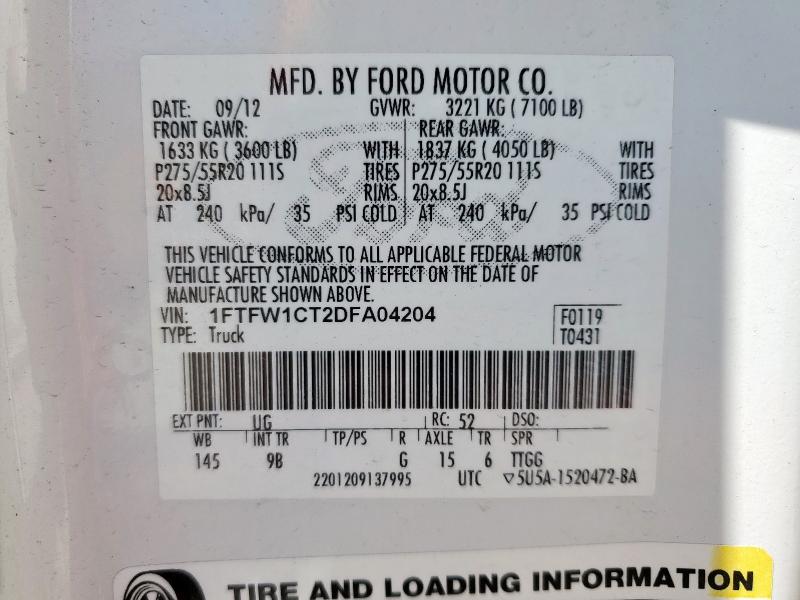 MFD. BY FORD MOTOR CO.
DATE: 09/12 GVWR: 3221 KG ( 7100 LB)
FRONT GAWR: REAR GAWR:
1633 KG ( 3600 LB) WITH 1837 KG ( 4050 LB) WITH
P275/55R20 111S TIRES P275/55R20 111S TIRES
20x8.5J RIMS 20x8.5J RIMS
AT 240 kPa/ 35 PSI COLD AT 240 kPa/ 35 PSI COLD
THIS VEHICLE CONFORMS TO ALL APPLICABLE FEDERAL MOTOR
VEHICLE SAFETY STANDARDS IN EFFECT ON THE DATE OF
MANUFACTURE SHOWN ABOVE.
VIN: 1FTFW1CT2DFA04204 F0119
TYPE: Truck T0431
EXT PNT: UG RC: 52 DSO:
WB INT TR TP/PS R AXLE TR SPR
145 9B G 15 6 TTGG
2201209137995 UTC ▽5U5A-1520472-BA
TIRE AND LOADING INFORMATION